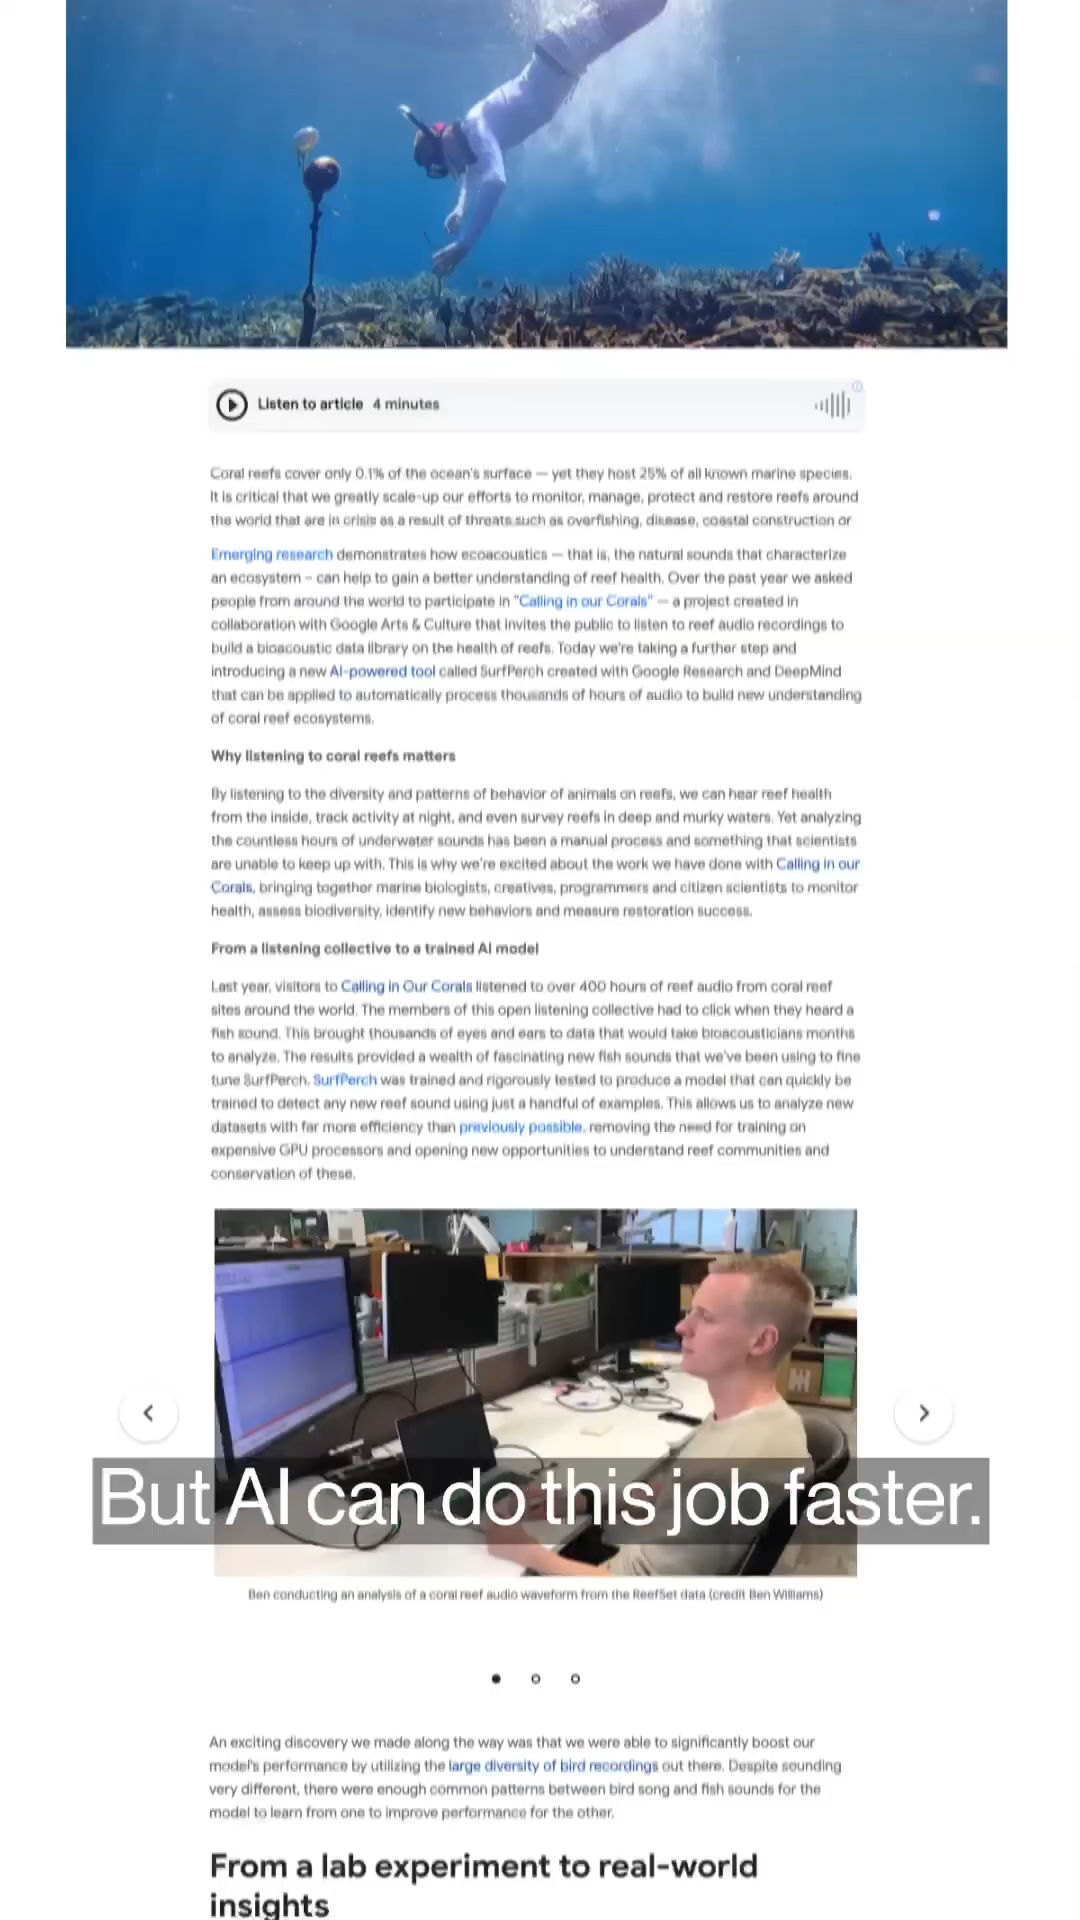 Listen to article 4 minutes
Coral reefs cover only 0.1% of the ocean's surface — yet they host 25% of all known marine species.
It is critical that we greatly scale-up our efforts to monitor, manage, protect and restore reefs around
the world that are in crisis as a result of threats such as overfishing, disease, coastal construction or
Emerging research demonstrates how ecoacoustics — that is, the natural sounds that characterize
an ecosystem – can help to gain a better understanding of reef health. Over the past year we asked
people from around the world to participate in "Calling in our Corals" — a project created in
collaboration with Google Arts & Culture that invites the public to listen to reef audio recordings to
build a bioacoustic data library on the health of reefs. Today we're taking a further step and
introducing a new AI-powered tool called SurfPerch created with Google Research and DeepMind
that can be applied to automatically process thousands of hours of audio to build new understanding
of coral reef ecosystems.
Why listening to coral reefs matters
By listening to the diversity and patterns of behavior of animals on reefs, we can hear reef health
from the inside, track activity at night, and even survey reefs in deep and murky waters. Yet analyzing
the countless hours of underwater sounds has been a manual process and something that scientists
are unable to keep up with. This is why we're excited about the work we have done with Calling in our
Corals, bringing together marine biologists, creatives, programmers and citizen scientists to monitor
health, assess biodiversity, identify new behaviors and measure restoration success.
From a listening collective to a trained AI model
Last year, visitors to Calling in Our Corals listened to over 400 hours of reef audio from coral reef
sites around the world. The members of this open listening collective had to click when they heard a
fish sound. This brought thousands of eyes and ears to data that would take bioacousticians months
to analyze. The results provided a wealth of fascinating new fish sounds that we've been using to fine
tune SurfPerch. SurfPerch was trained and rigorously tested to produce a model that can quickly be
trained to detect any new reef sound using just a handful of examples. This allows us to analyze new
datasets with far more efficiency than previously possible, removing the need for training on
expensive GPU processors and opening new opportunities to understand reef communities and
conservation of these.
But AI can do this job faster.
Ben conducting an analysis of a coral reef audio waveform from the ReefSet data (credit Ben Williams)
An exciting discovery we made along the way was that we were able to significantly boost our
model's performance by utilizing the large diversity of bird recordings out there. Despite sounding
very different, there were enough common patterns between bird song and fish sounds for the
model to learn from one to improve performance for the other.
From a lab experiment to real-world
insights